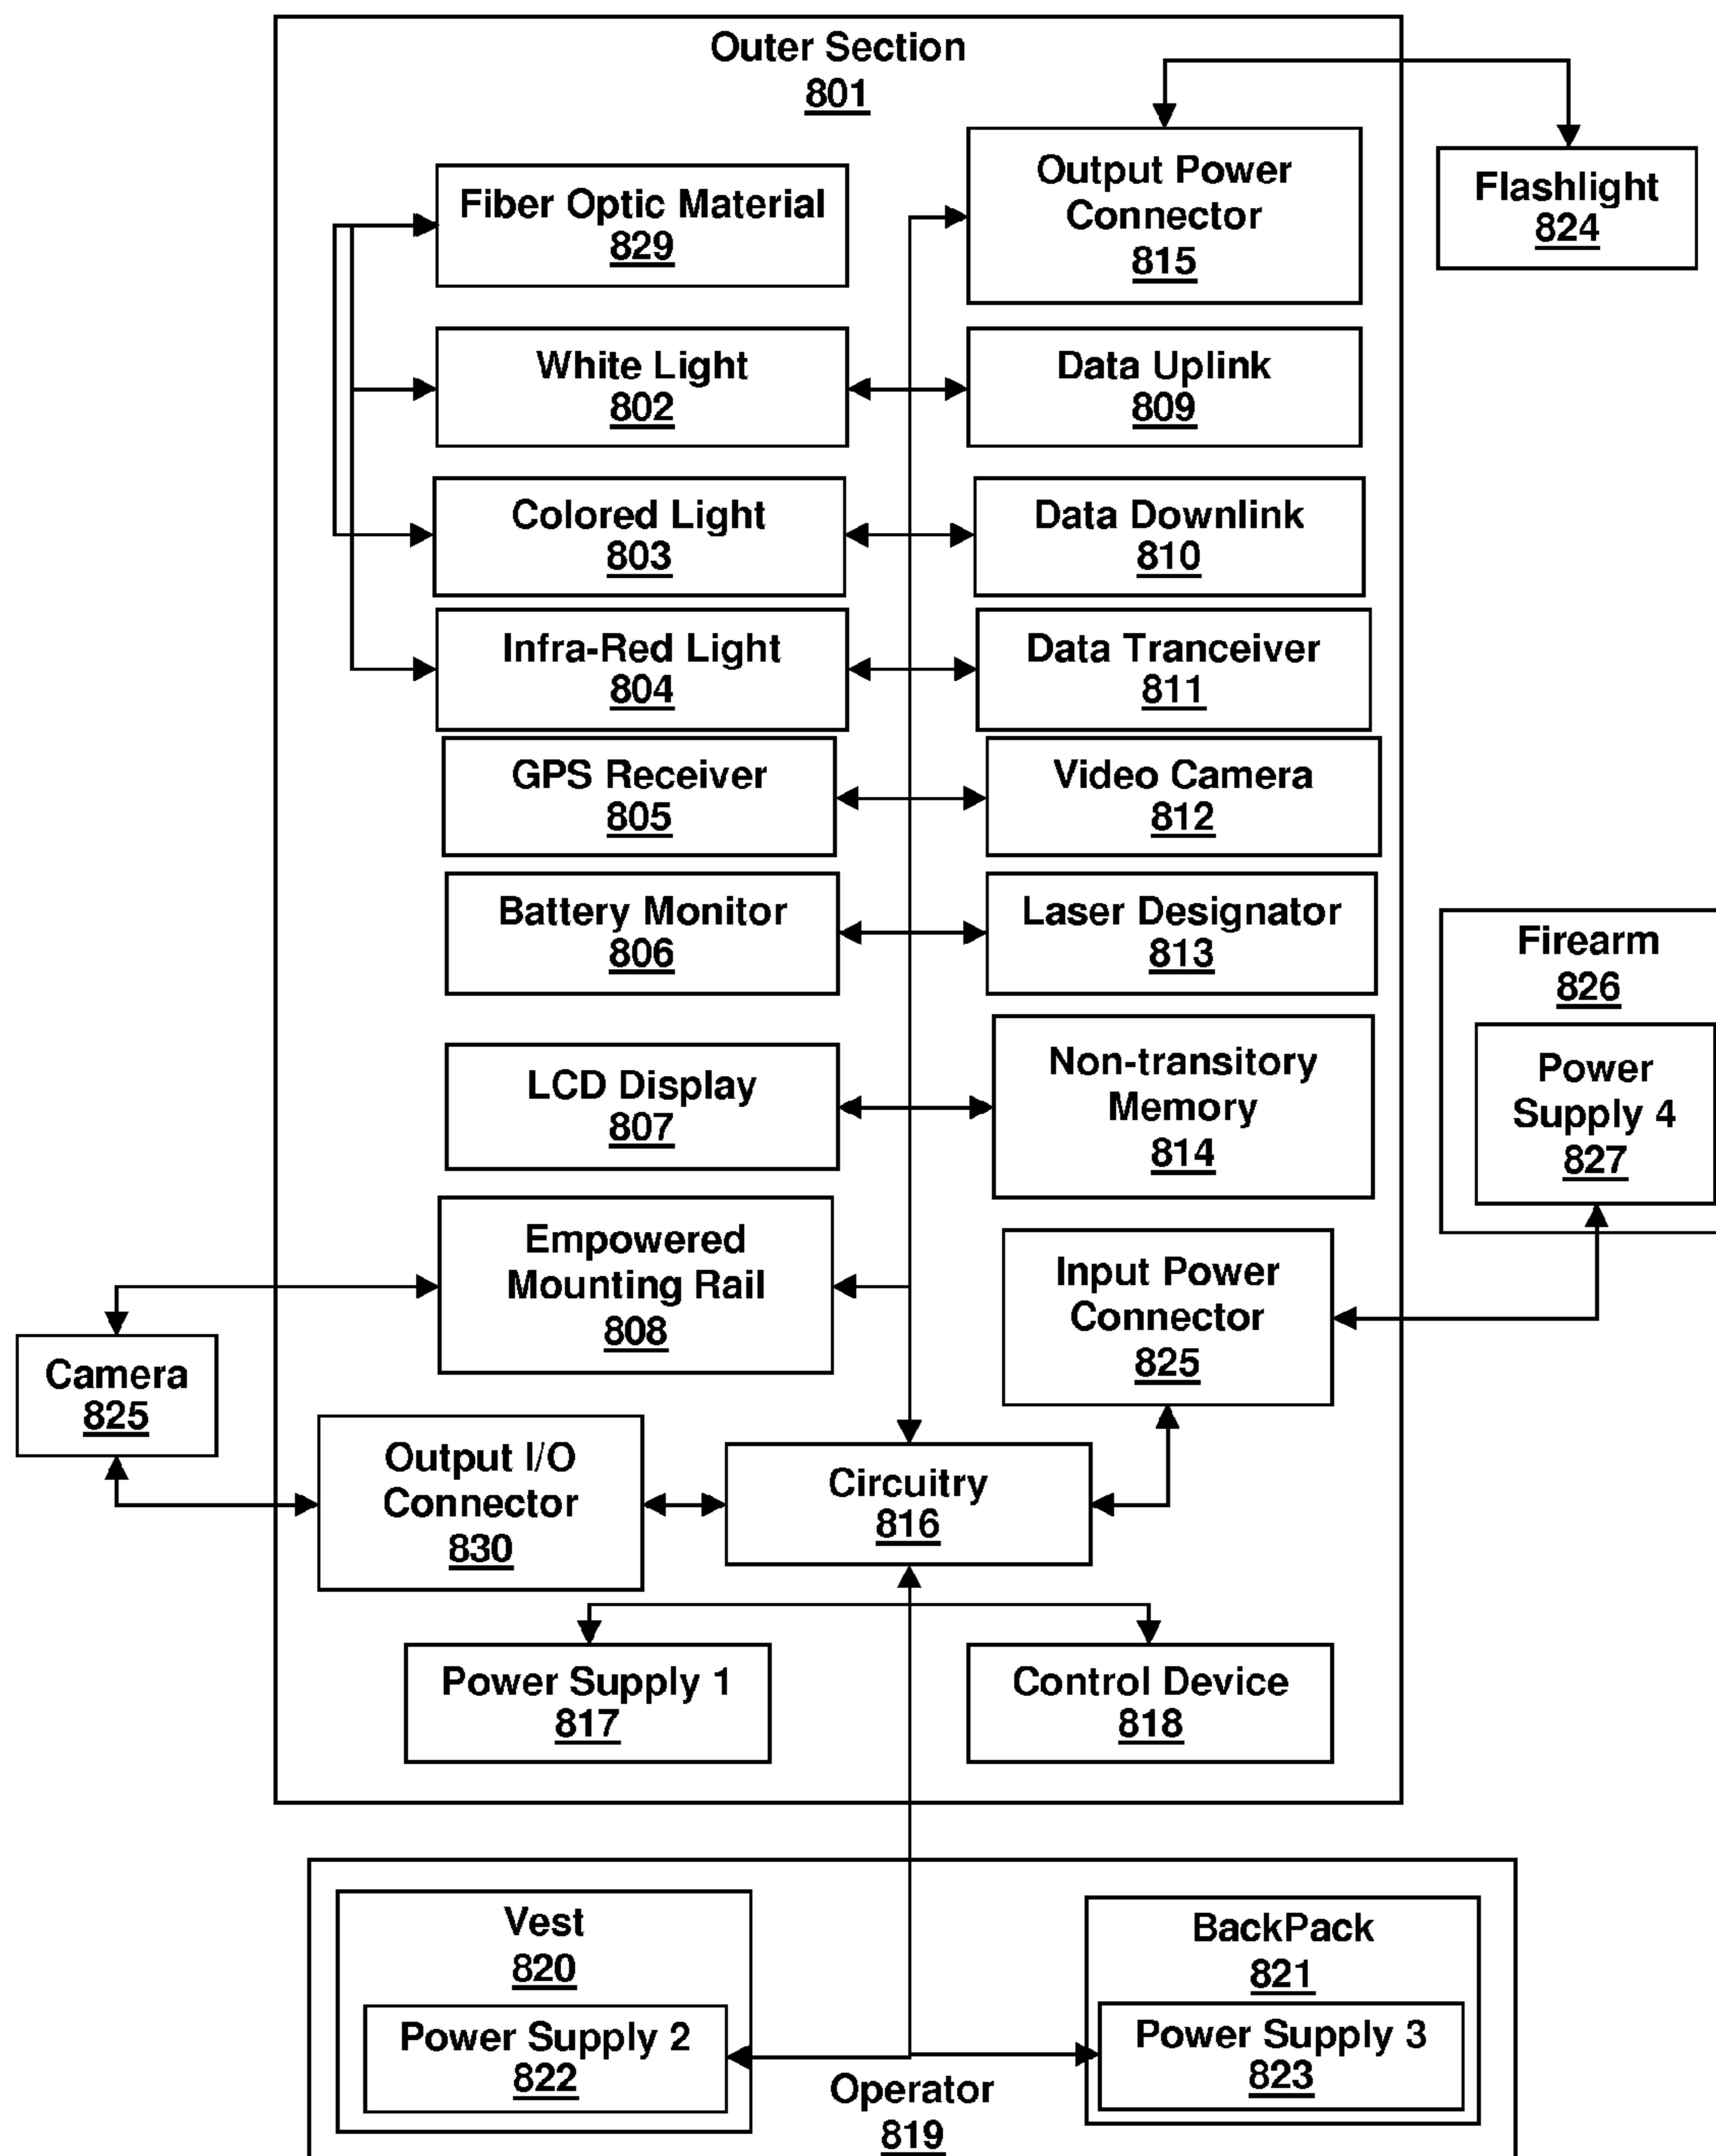 Outer Section
801
Fiber Optic Material
829
Output Power
Connector
815
Flashlight
824
White Light
802
Data Uplink
809
Colored Light
803
Data Downlink
810
Infra-Red Light
804
Data Tranceiver
811
GPS Receiver
805
Video Camera
812
Battery Monitor
806
Laser Designator
813
Firearm
826
Power
Supply 4
827
LCD Display
807
Non-transitory
Memory
814
Empowered
Mounting Rail
808
Input Power
Connector
825
Camera
825
Output I/O
Connector
830
Circuitry
816
Power Supply 1
817
Control Device
818
Vest
820
Power Supply 2
822
BackPack
821
Power Supply 3
823
Operator
819